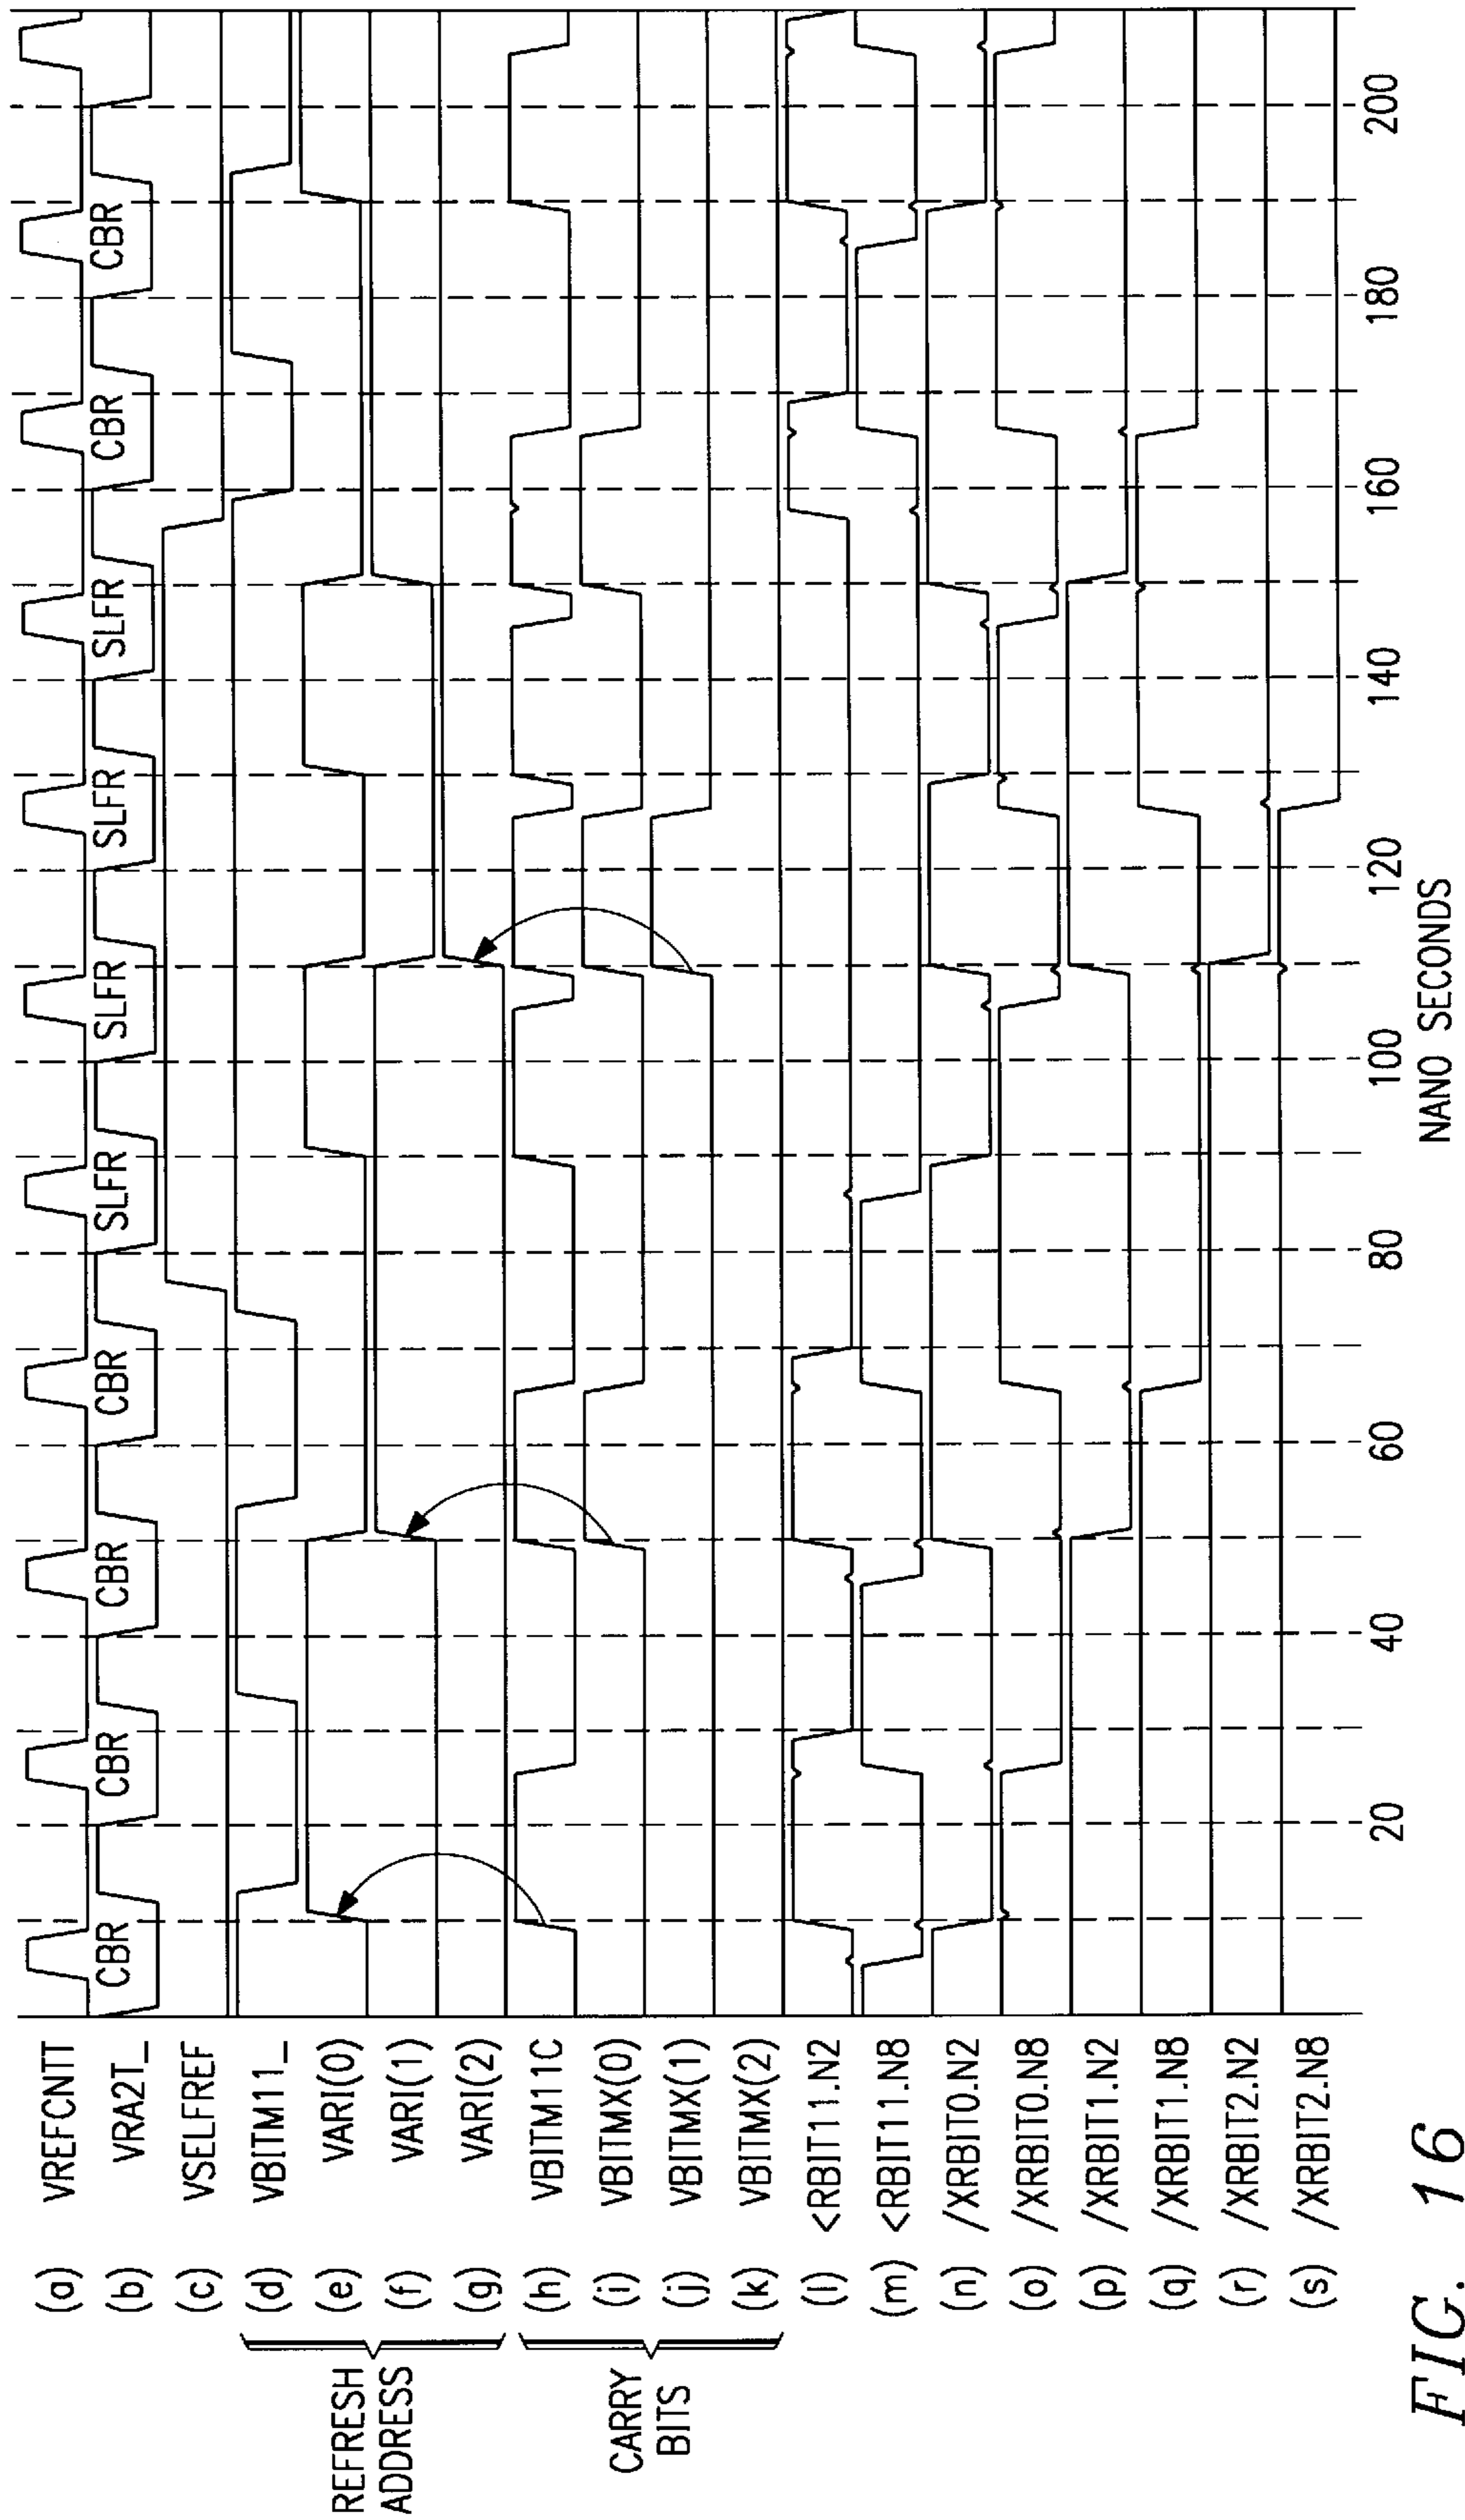 (a) VREFCNTT
(b) VRA2T_
(c) VSELFREF
(d) VBITM11_
(e) VARI(0)
(f) VARI(1)
(g) VARI(2)
(h) VBITM11C
(i) VBITMX(0)
(j) VBITMX(1)
(k) VBITMX(2)
(l) <RBIT11.N2
(m) <RBIT11.N8
(n) /XRBIT0.N2
(o) /XRBIT0.N8
(p) /XRBIT1.N2
(q) /XRBIT1.N8
(r) /XRBIT2.N2
(s) /XRBIT2.N8
REFRESH
ADDRESS
CARRY
BITS
CBR CBR CBR CBR SLFR SLFR SLFR SLFR CBR CBR
20 40 60 80 100 120 140 160 180 200
NANO SECONDS
FIG. 16